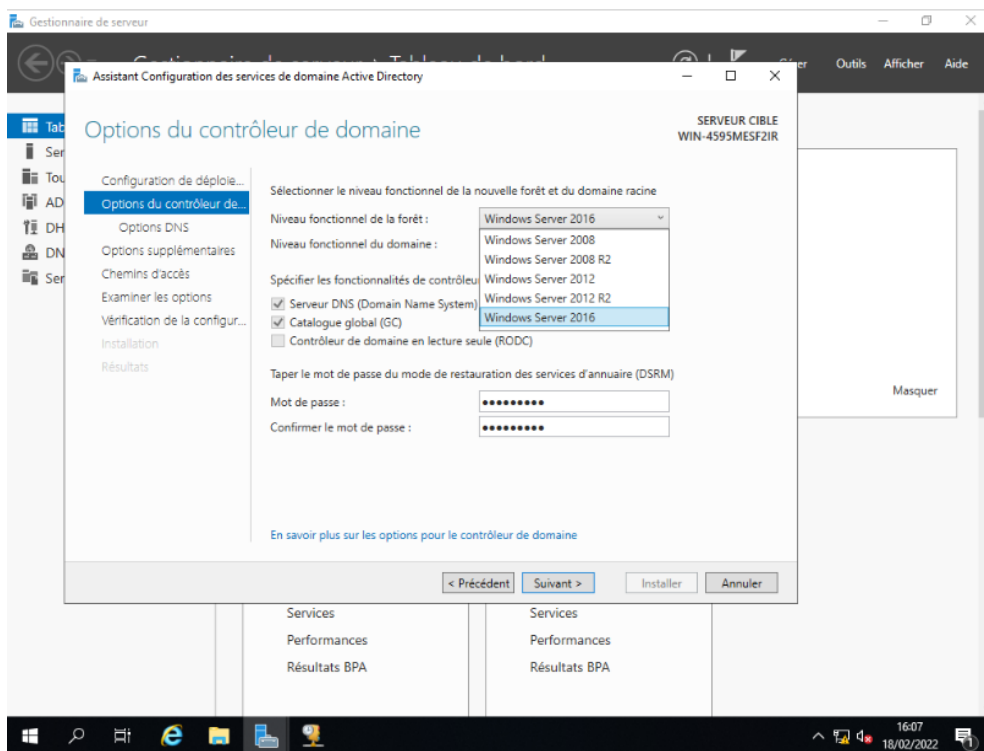 Gestionnaire de serveur
Outils Afficher Aide
Assistant Configuration des services de domaine Active Directory
Options du contrôleur de domaine
SERVEUR CIBLE
WIN-4595MESF2IR
Tab
Ser
Tou
AD
DH
DN
Ser
Configuration de déploie...
Options du contrôleur de...
Options DNS
Options supplémentaires
Chemins d'accès
Examiner les options
Vérification de la configur...
Installation
Résultats
Sélectionner le niveau fonctionnel de la nouvelle forêt et du domaine racine
Niveau fonctionnel de la forêt : Windows Server 2016
Niveau fonctionnel du domaine :
Windows Server 2008
Windows Server 2008 R2
Windows Server 2012
Windows Server 2012 R2
Windows Server 2016
Spécifier les fonctionnalités de contrôleu
Serveur DNS (Domain Name System)
Catalogue global (GC)
Contrôleur de domaine en lecture seule (RODC)
Taper le mot de passe du mode de restauration des services d'annuaire (DSRM)
Mot de passe : •••••••••
Confirmer le mot de passe : •••••••••
En savoir plus sur les options pour le contrôleur de domaine
< Précédent Suivant > Installer Annuler
Masquer
Services Services
Performances Performances
Résultats BPA Résultats BPA
16:07
18/02/2022
1